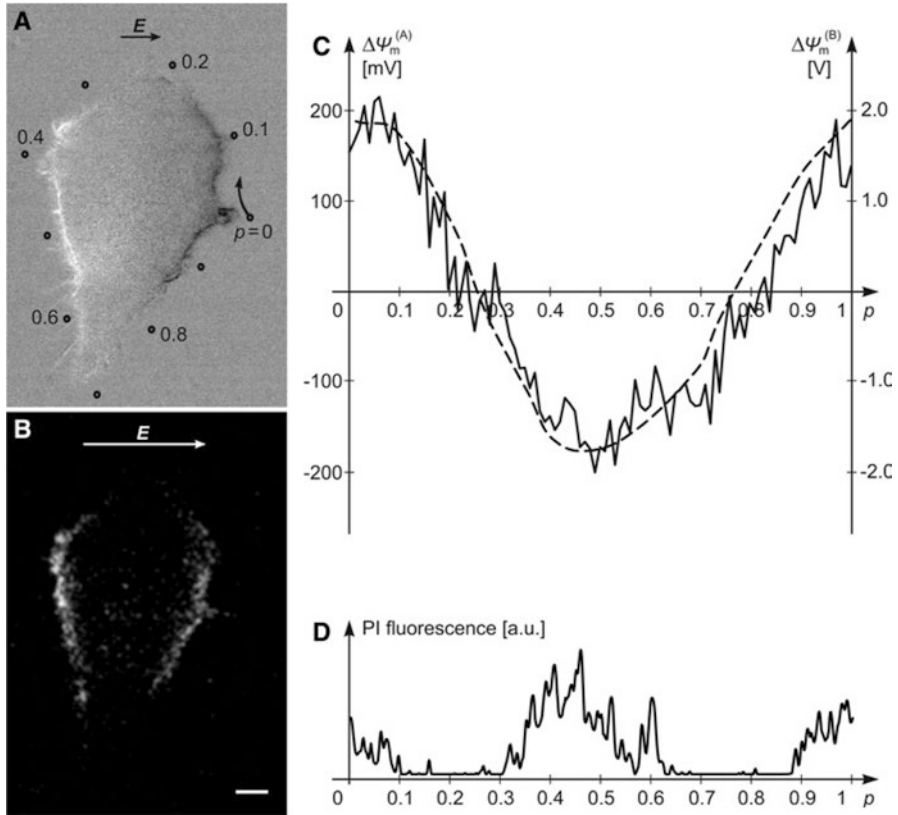 A
E
0.2
0.1
0.4
p=0
0.6
0.8
B
E
C
ΔΨm(A)
[mV]
ΔΨm(B)
[V]
200
2.0
100
1.0
0 0.1 0.2 0.3 0.4 0.5 0.6 0.7 0.8 0.9 1 p
-100
-1.0
-200
-2.0
D PI fluorescence [a.u.]
0 0.1 0.2 0.3 0.4 0.5 0.6 0.7 0.8 0.9 1 p